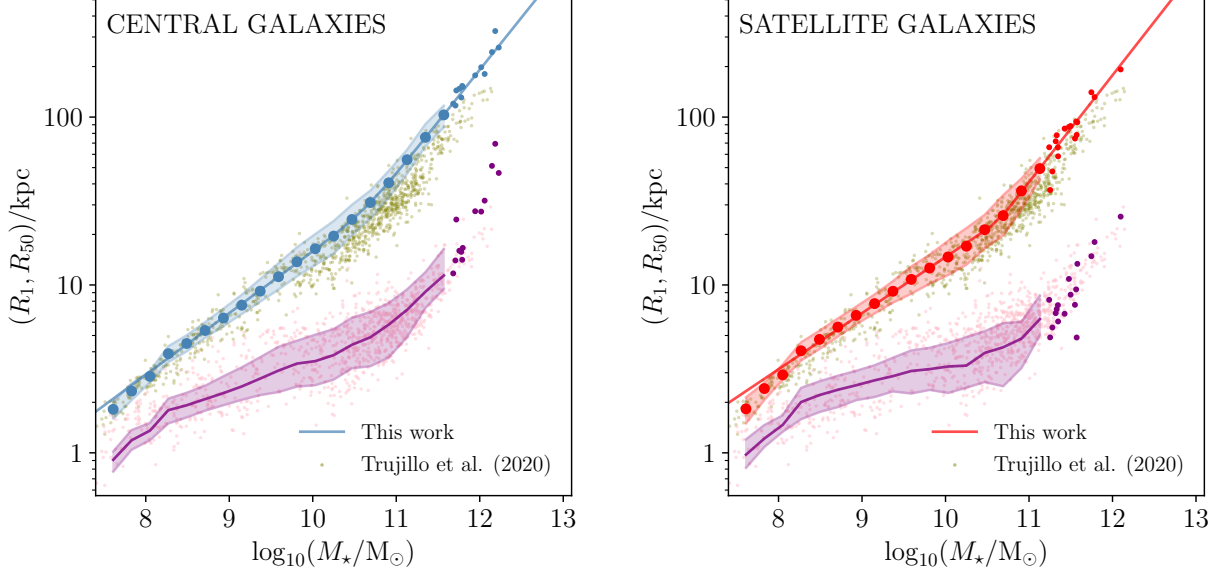 CENTRAL GALAXIES
(R₁, R₅₀)/kpc
100
10
1
This work
Trujillo et al. (2020)
8 9 10 11 12 13
log₁₀(M⋆/M⊙)
SATELLITE GALAXIES
(R₁, R₅₀)/kpc
100
10
1
This work
Trujillo et al. (2020)
8 9 10 11 12 13
log₁₀(M⋆/M⊙)